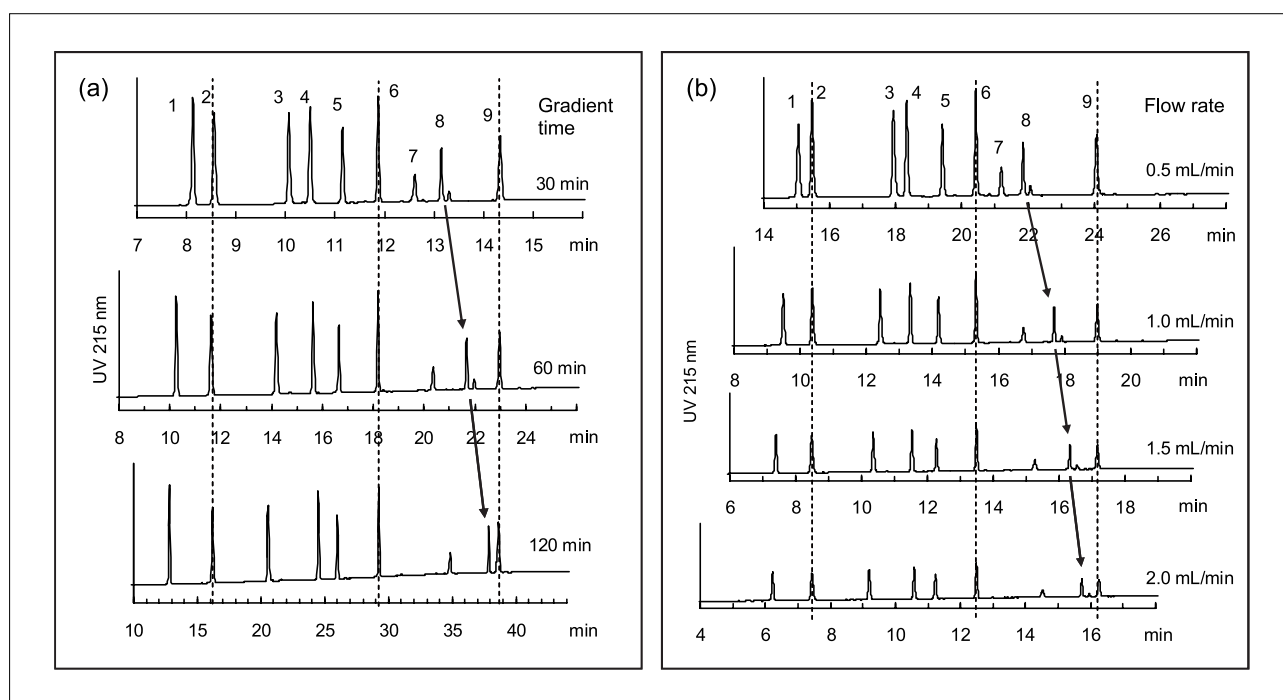 (a)
1 2 3 4 5 6 7 8 9
Gradient
time
30 min
7 8 9 10 11 12 13 14 15 min
UV 215 nm
60 min
8 10 12 14 16 18 20 22 24 min
120 min
10 15 20 25 30 35 40 min
(b)
1 2 3 4 5 6 7 8 9
Flow rate
0.5 mL/min
14 16 18 20 22 24 26 min
1.0 mL/min
8 10 12 14 16 18 20 min
UV 215 nm
1.5 mL/min
6 8 10 12 14 16 18 min
2.0 mL/min
4 6 8 10 12 14 16 min